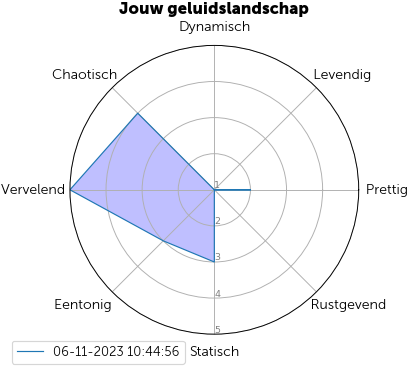 Jouw geluidslandschap
Dynamisch
Chaotisch
Levendig
Vervelend
1
Prettig
2
3
4
Eentonig
Rustgevend
5
06-11-2023 10:44:56
Statisch